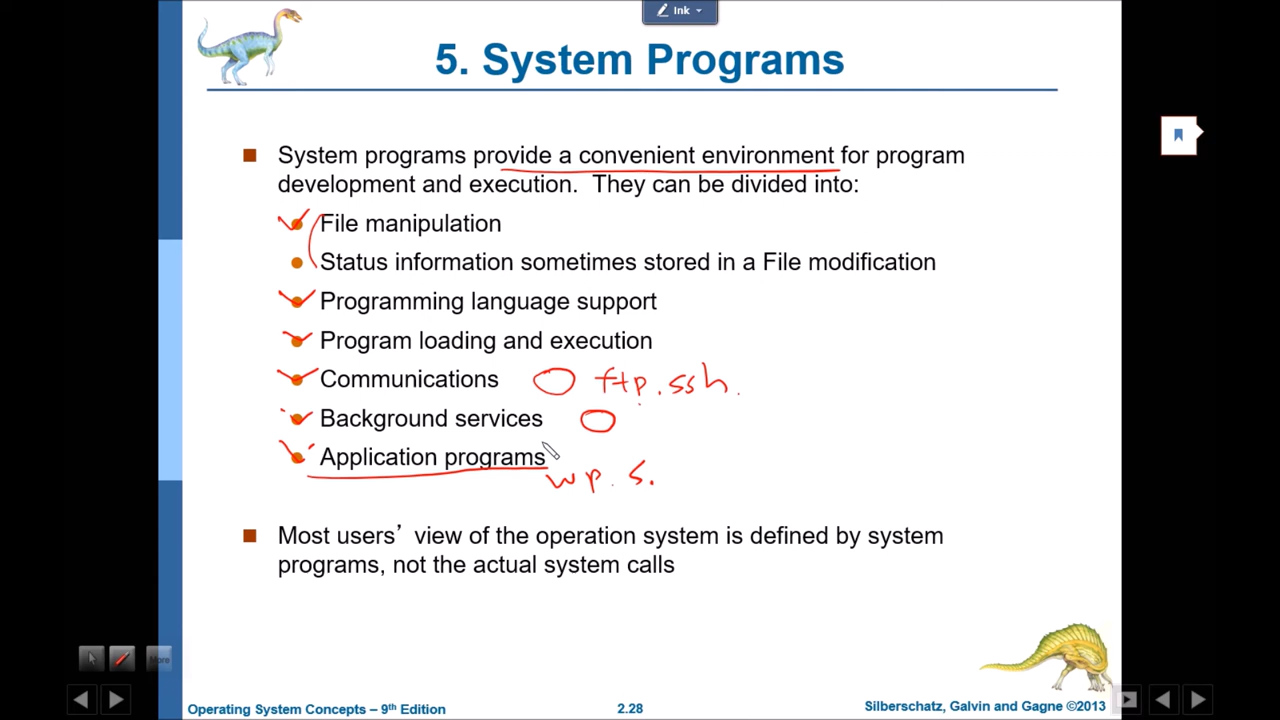 Ink
5. System Programs
System programs provide a convenient environment for program
development and execution. They can be divided into:
File manipulation
Status information sometimes stored in a File modification
Programming language support
Program loading and execution
Communications ftp. ssh.
Background services
Application programs
wp. s.
Most users’ view of the operation system is defined by system
programs, not the actual system calls
More
Operating System Concepts – 9th Edition
2.28
Silberschatz, Galvin and Gagne ©2013